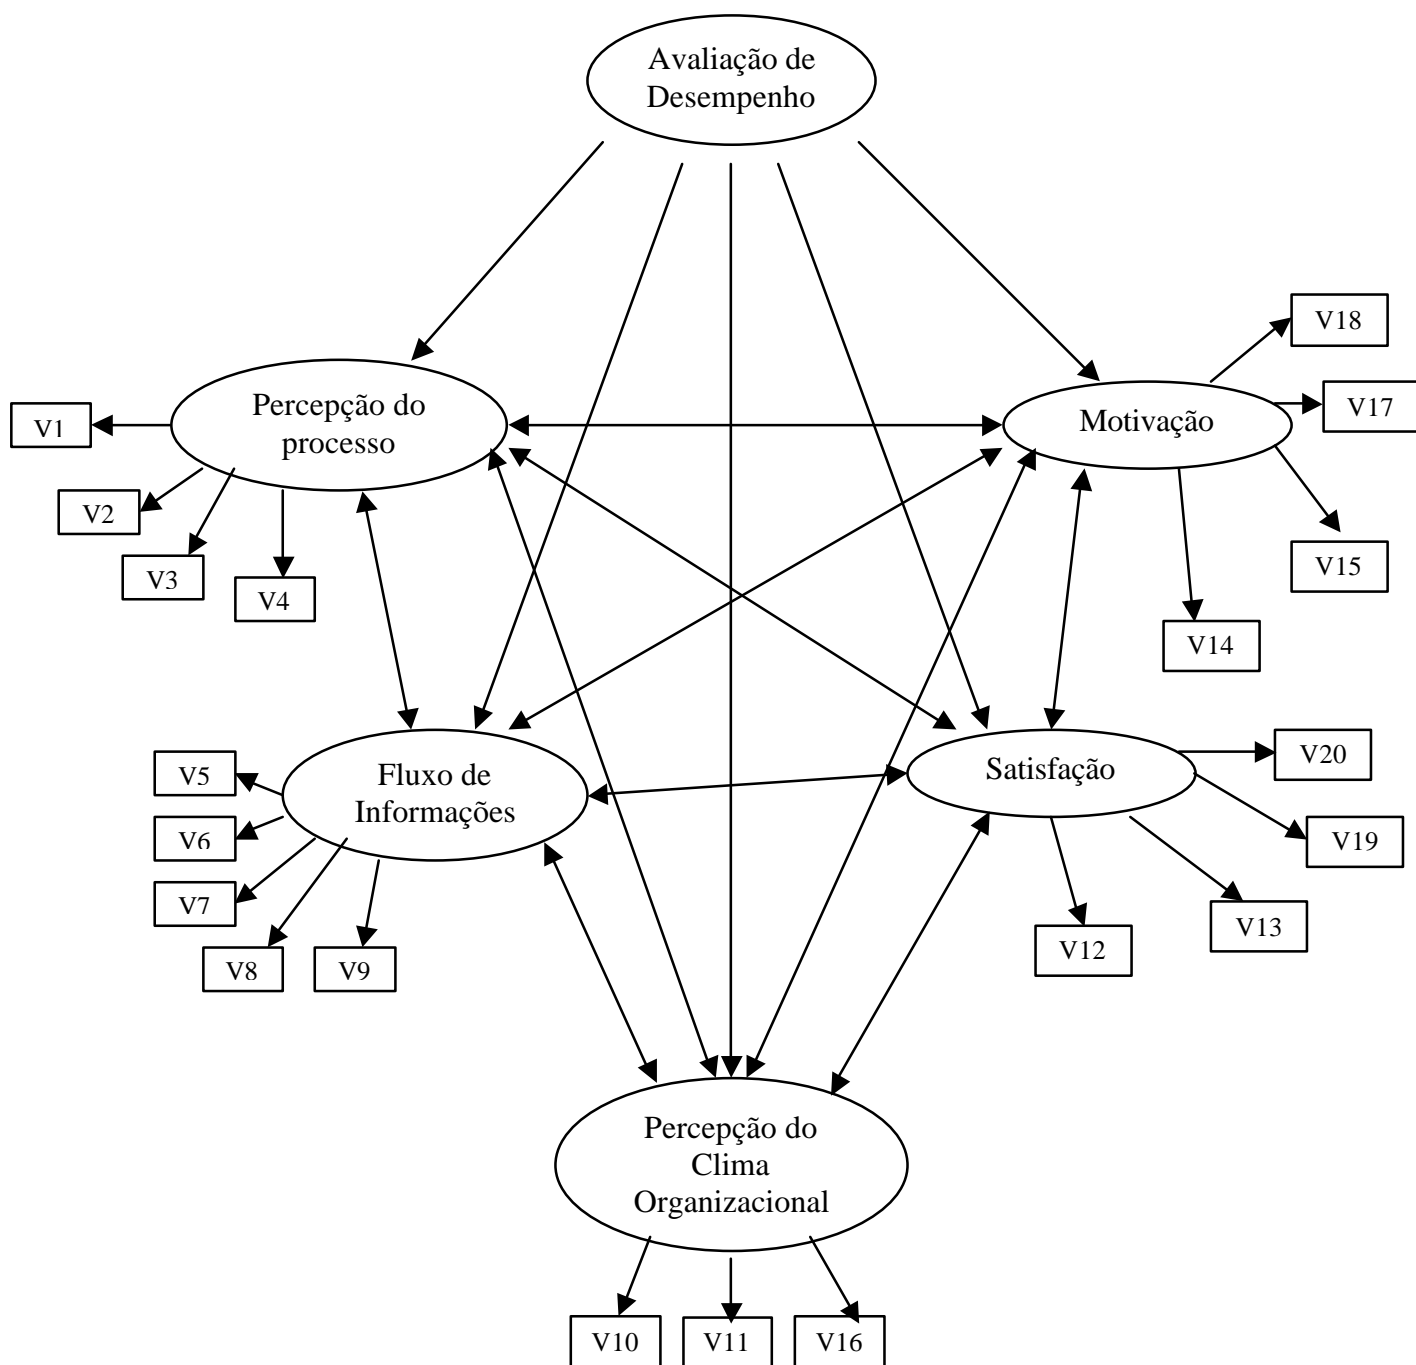 Avaliação de
Desempenho
V18
Percepção do
processo
Motivação
V17
V1
V2
V3
V4
V15
V14
Fluxo de
Informações
Satisfação
V5
V20
V6
V19
V7
V8
V9
V12
V13
Percepção do
Clima
Organizacional
V10
V11
V16